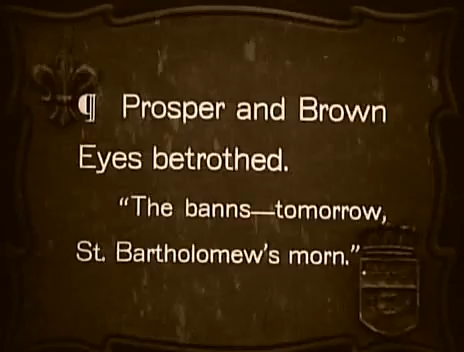 ¶ Prosper and Brown
Eyes betrothed.
“The banns—tomorrow,
St. Bartholomew's morn.”